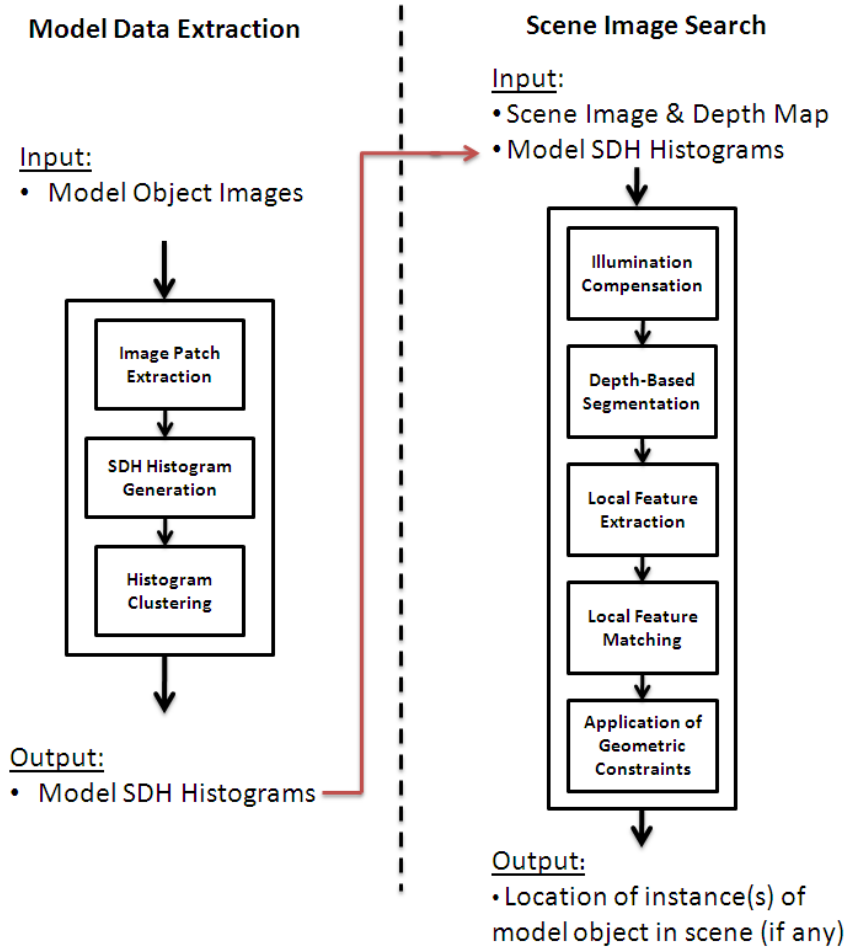 Model Data Extraction
Input:
• Model Object Images
Image Patch
Extraction
SDH Histogram
Generation
Histogram
Clustering
Output:
• Model SDH Histograms
Scene Image Search
Input:
• Scene Image & Depth Map
• Model SDH Histograms
Illumination
Compensation
Depth-Based
Segmentation
Local Feature
Extraction
Local Feature
Matching
Application of
Geometric
Constraints
Output:
• Location of instance(s) of
model object in scene (if any)